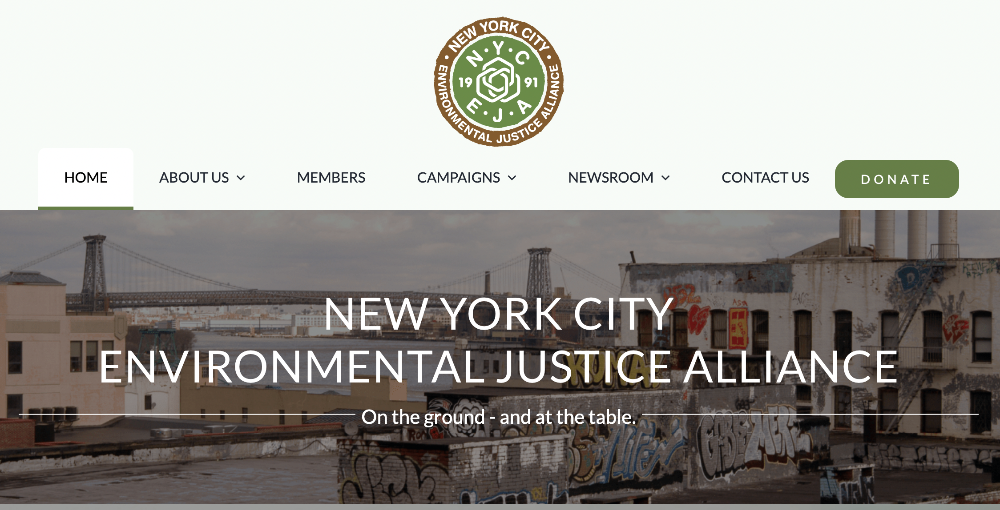 NEW YORK CITY
ENVIRONMENTAL JUSTICE ALLIANCE
N·Y·C
19 91
E·J·A
HOME
ABOUT US
MEMBERS
CAMPAIGNS
NEWSROOM
CONTACT US
DONATE
NEW YORK CITY
ENVIRONMENTAL JUSTICE ALLIANCE
On the ground - and at the table.
KUMA